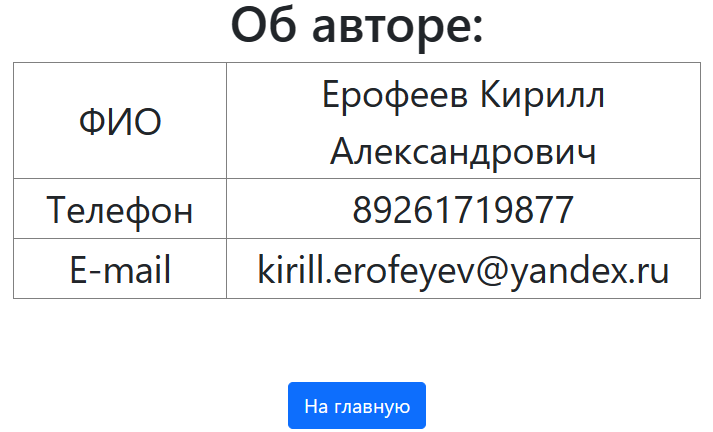 Об авторе:
ФИО
Ерофеев Кирилл
Александрович
Телефон
89261719877
E-mail
kirill.erofeyev@yandex.ru
На главную